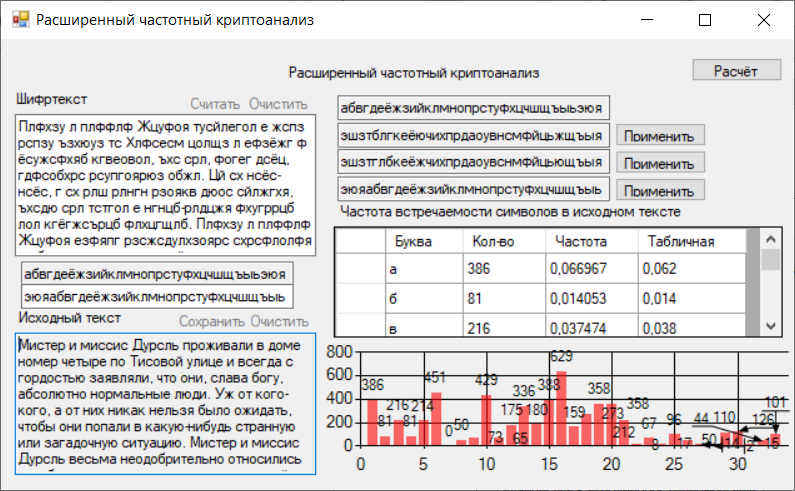 Расширенный частотный криптоанализ
Расширенный частотный криптоанализ
Расчёт
Шифртекст
Считать Очистить
Плфхзу л плффлф Жцуфоя тусйлегол е жспз
рспзу ъзхюуз тс Хлфсесм цолщз л ефзёжг ф
ёсужсфхяб кгвеовол, ъхс срл, фогег дсёц,
гдфсобхрс рсупгоярюз обжл. Цй сх нсёс-
нсёс, г сх рлш рлнгн рзоякв дюос сйлжгхя,
ъхсдю срл тстгол е нгнцб-рлдцжя фхугррцб
лол кгёгжсърцб флхцгщлб. Плфхзу л плффлф
Жцуфоя езфяпг рзсжсдулхзоярс схрсфлолфя
абвгдеёжзийклмнопрстуфхцчшщъыьэюя
эюяабвгдеёжзийклмнопрстуфхцчшщъыь
Исходный текст
Сохранить Очистить
Мистер и миссис Дурсль проживали в доме
номер четыре по Тисовой улице и всегда с
гордостью заявляли, что они, слава богу,
абсолютно нормальные люди. Уж от кого-
кого, а от них никак нельзя было ожидать,
чтобы они попали в какую-нибудь странную
или загадочную ситуацию. Мистер и миссис
Дурсль весьма неодобрительно относились
абвгдеёжзийклмнопрстуфхцчшщъыьэюя
эшзтблгкеёючихпрдаоувнсмфйцьжщъыя
Применить
эшзтглбкеёжчихпрдаоувнсмфйцьющъыя
Применить
эюяабвгдеёжзийклмнопрстуфхцчшщъыь
Применить
Частота встречаемости символов в исходном тексте
Буква Кол-во Частота Табличная
а 386 0,066967 0,062
б 81 0,014053 0,014
в 216 0,037474 0,038
800
600
400
200
0
386 81 216 81 214 451 0 50 429 73 175 65 336 180 388 629 159 358 273 212 358 8 67 96 17 44 50 110 14 2 126 15 101
0 5 10 15 20 25 30